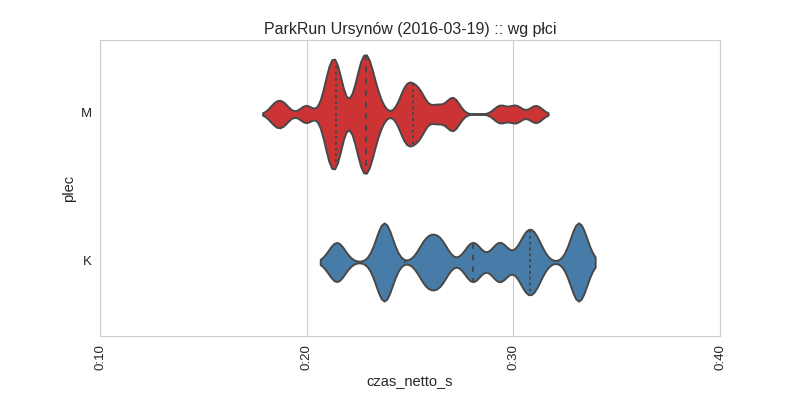 ParkRun Ursynów (2016-03-19) :: wg płci
M
płec
K
0:10
0:20
0:30
0:40
czas_netto_s